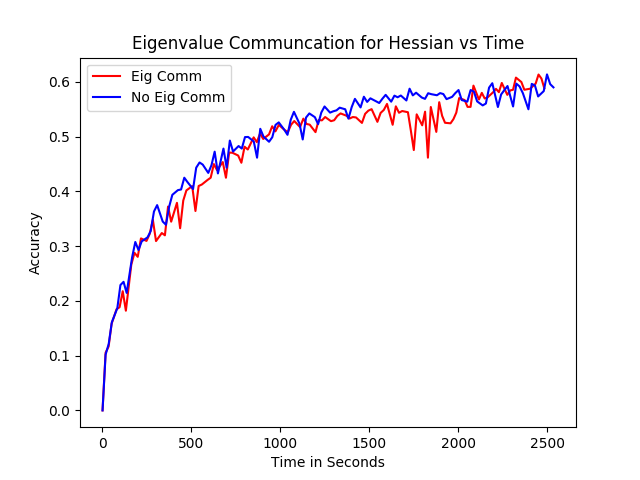 Eigenvalue Communcation for Hessian vs Time
Eig Comm
No Eig Comm
0.6
0.5
0.4
0.3
0.2
0.1
0.0
Accuracy
0
500
1000
1500
2000
2500
Time in Seconds